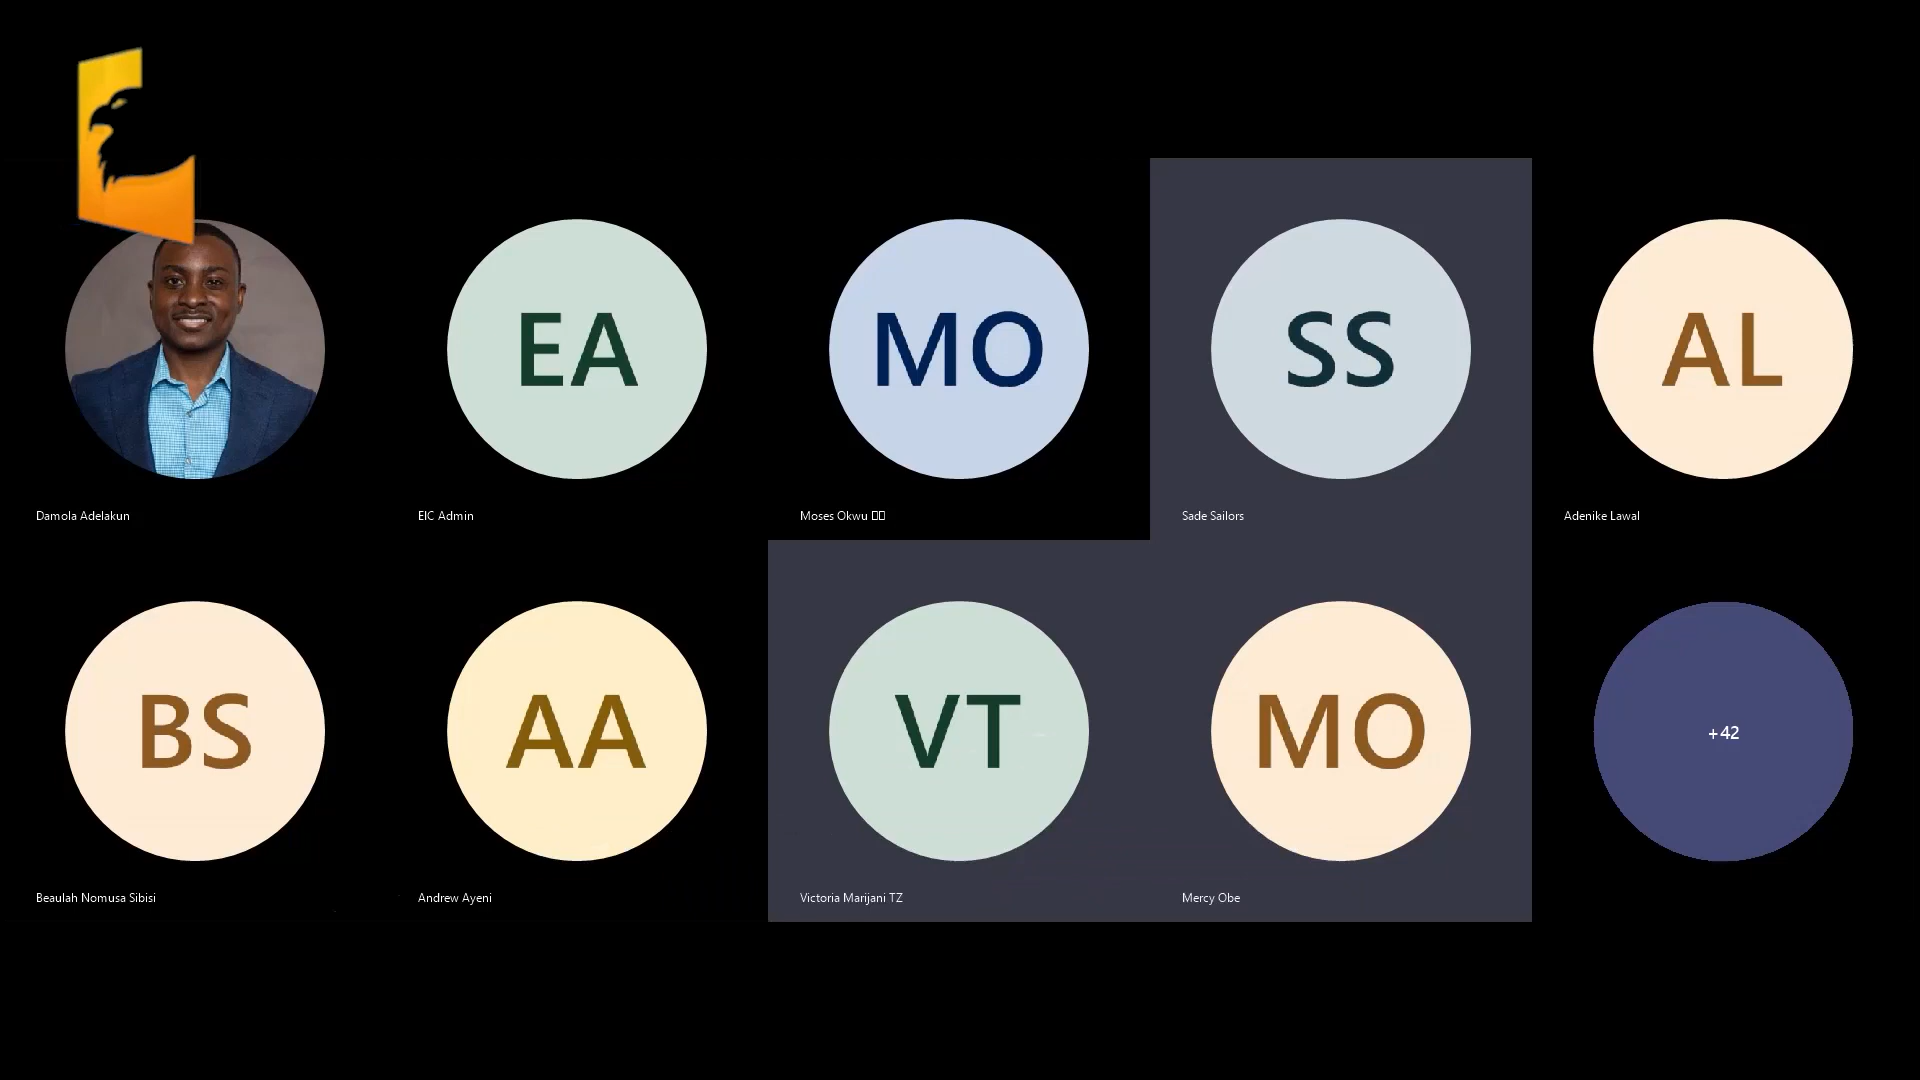 EA
MO
SS
AL
Damola Adelakun
EIC Admin
Moses Okwu
Sade Sailors
Adenike Lawal
BS
AA
VT
MO
+42
Beaulah Nomusa Sibisi
Andrew Ayeni
Victoria Marijani TZ
Mercy Obe